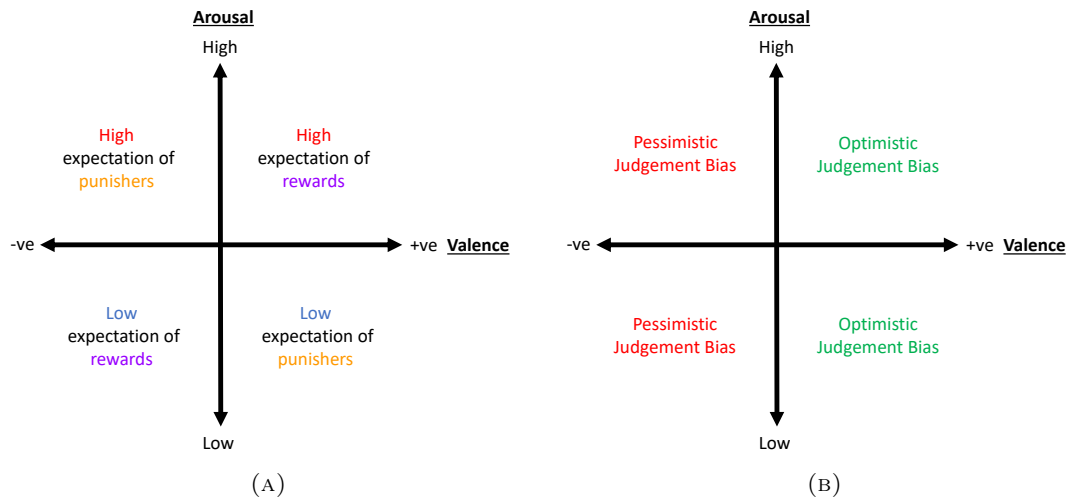 Arousal
High
High
expectation of
punishers
High
expectation of
rewards
-ve
+ve Valence
Low
expectation of
rewards
Low
expectation of
punishers
Low
(A)
Arousal
High
Pessimistic
Judgement Bias
Optimistic
Judgement Bias
-ve
+ve Valence
Pessimistic
Judgement Bias
Optimistic
Judgement Bias
Low
(B)